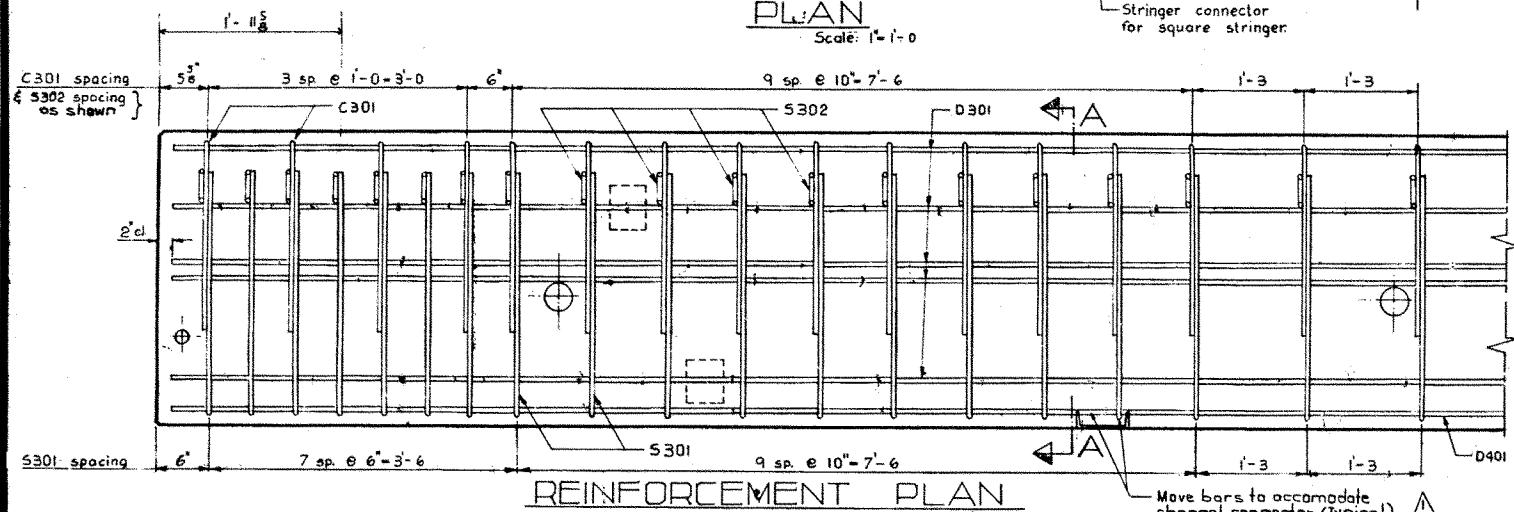 PLAN
Scale: 1"=1'-0
Stringer connector
for square stringer.
1'-11 5/8
C301 spacing
& S302 spacing
as shown
5 5/8"
3 sp. @ 1'-0=3'-0
6"
9 sp. @ 10"=7'-6
1'-3
1'-3
C301
S302
D301
A
2"cl.
S301
A
D401
S301 spacing
6"
7 sp. @ 6"=3'-6
9 sp. @ 10"=7'-6
1'-3
1'-3
REINFORCEMENT PLAN
Move bars to accomodate
channel connector (Typical)
1